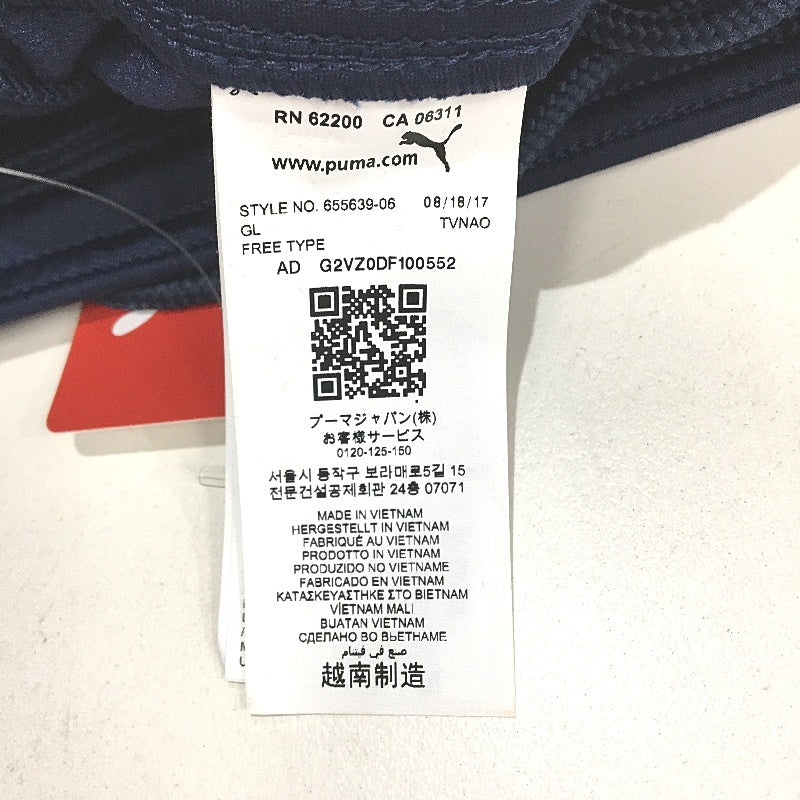 RN 62200 CA 06311
www.puma.com
STYLE NO. 655639-06 08/18/17
GL TVNAO
FREE TYPE
AD G2VZ0DF100552
プーマジャパン(株)
お客様サービス
0120-125-150
서울시 동작구 보라매로5길 15
전문건설공제회관 24층 07071
MADE IN VIETNAM
HERGESTELLT IN VIETNAM
FABRIQUÉ AU VIETNAM
PRODOTTO IN VIETNAM
PRODUZIDO NO VIETNAME
FABRICADO EN VIETNAM
ΚΑΤΑΣΚΕΥΑΣΤΗΚΕ ΣΤΟ ΒΙΕΤΝΑΜ
VİETNAM MALI
BUATAN VIETNAM
СДЕЛАНО ВО ВЬЕТНАМЕ
صنع في فيتنام
越南制造